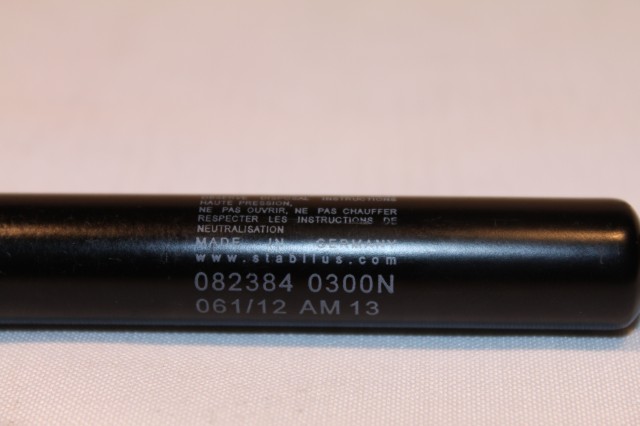 INSTRUCTIONS
HAUTE PRESSION,
NE PAS OUVRIR, NE PAS CHAUFFER
RESPECTER LES INSTRUCTIONS DE
NEUTRALISATION
MADE IN GERMANY
www.stabilus.com
082384 0300N
061/12 AM 13